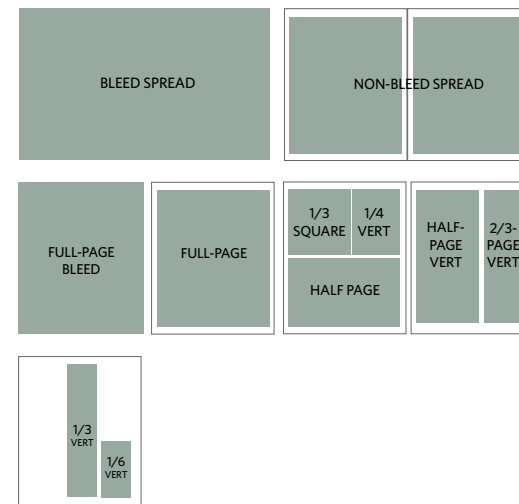 BLEED SPREAD
NON-BLEED SPREAD
FULL-PAGE
BLEED
FULL-PAGE
1/3
SQUARE
1/4
VERT
HALF PAGE
HALF-
PAGE
VERT
2/3-
PAGE
VERT
1/3
VERT
1/6
VERT